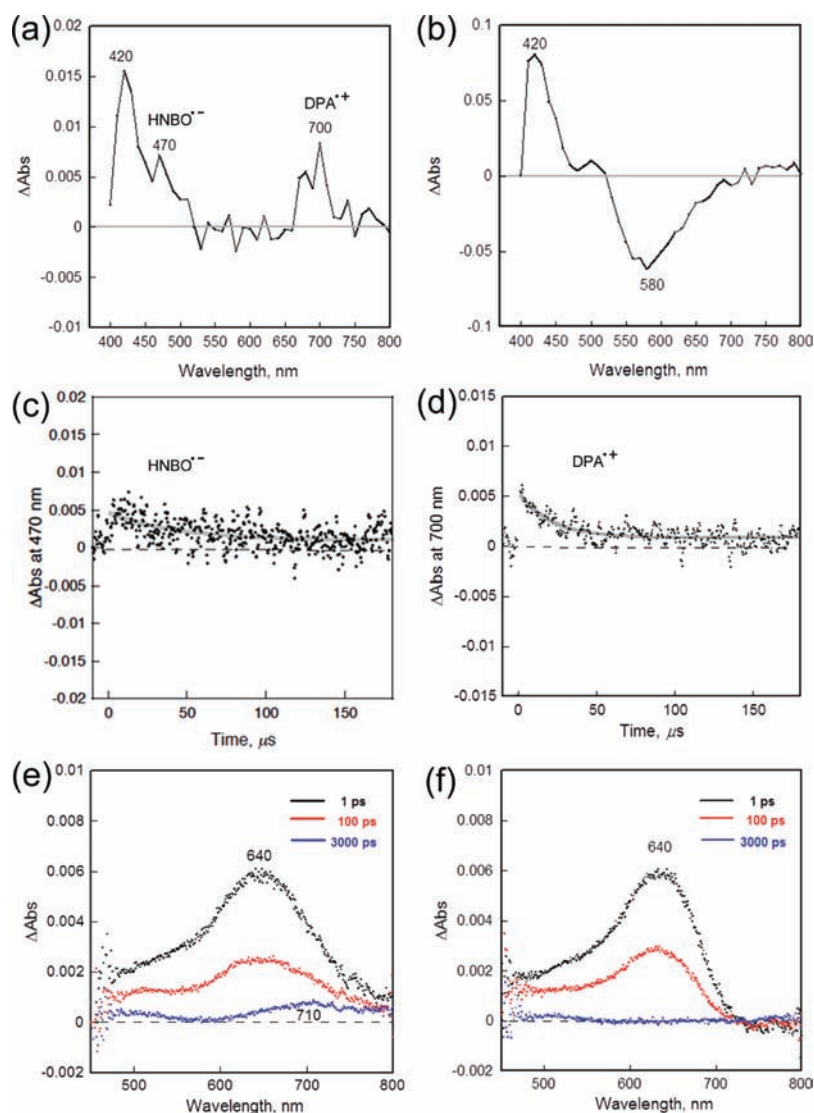 (a)
0.02
0.015
0.01
0.005
0
-0.005
-0.01
ΔAbs
420
HNBO•−
470
DPA•+
700
400 450 500 550 600 650 700 750 800
Wavelength, nm
(b)
0.1
0.05
0
-0.05
-0.1
ΔAbs
420
580
400 450 500 550 600 650 700 750 800
Wavelength, nm
(c)
0.02
0.015
0.01
0.005
0
-0.005
-0.01
-0.015
-0.02
ΔAbs at 470 nm
HNBO•−
0 50 100 150
Time, μs
(d)
0.015
0.01
0.005
0
-0.005
-0.01
-0.015
ΔAbs at 700 nm
DPA•+
0 50 100 150
Time, μs
(e)
0.01
0.008
0.006
0.004
0.002
0
-0.002
ΔAbs
1 ps
100 ps
3000 ps
640
710
500 600 700 800
Wavelength, nm
(f)
0.01
0.008
0.006
0.004
0.002
0
-0.002
ΔAbs
1 ps
100 ps
3000 ps
640
500 600 700 800
Wavelength, nm